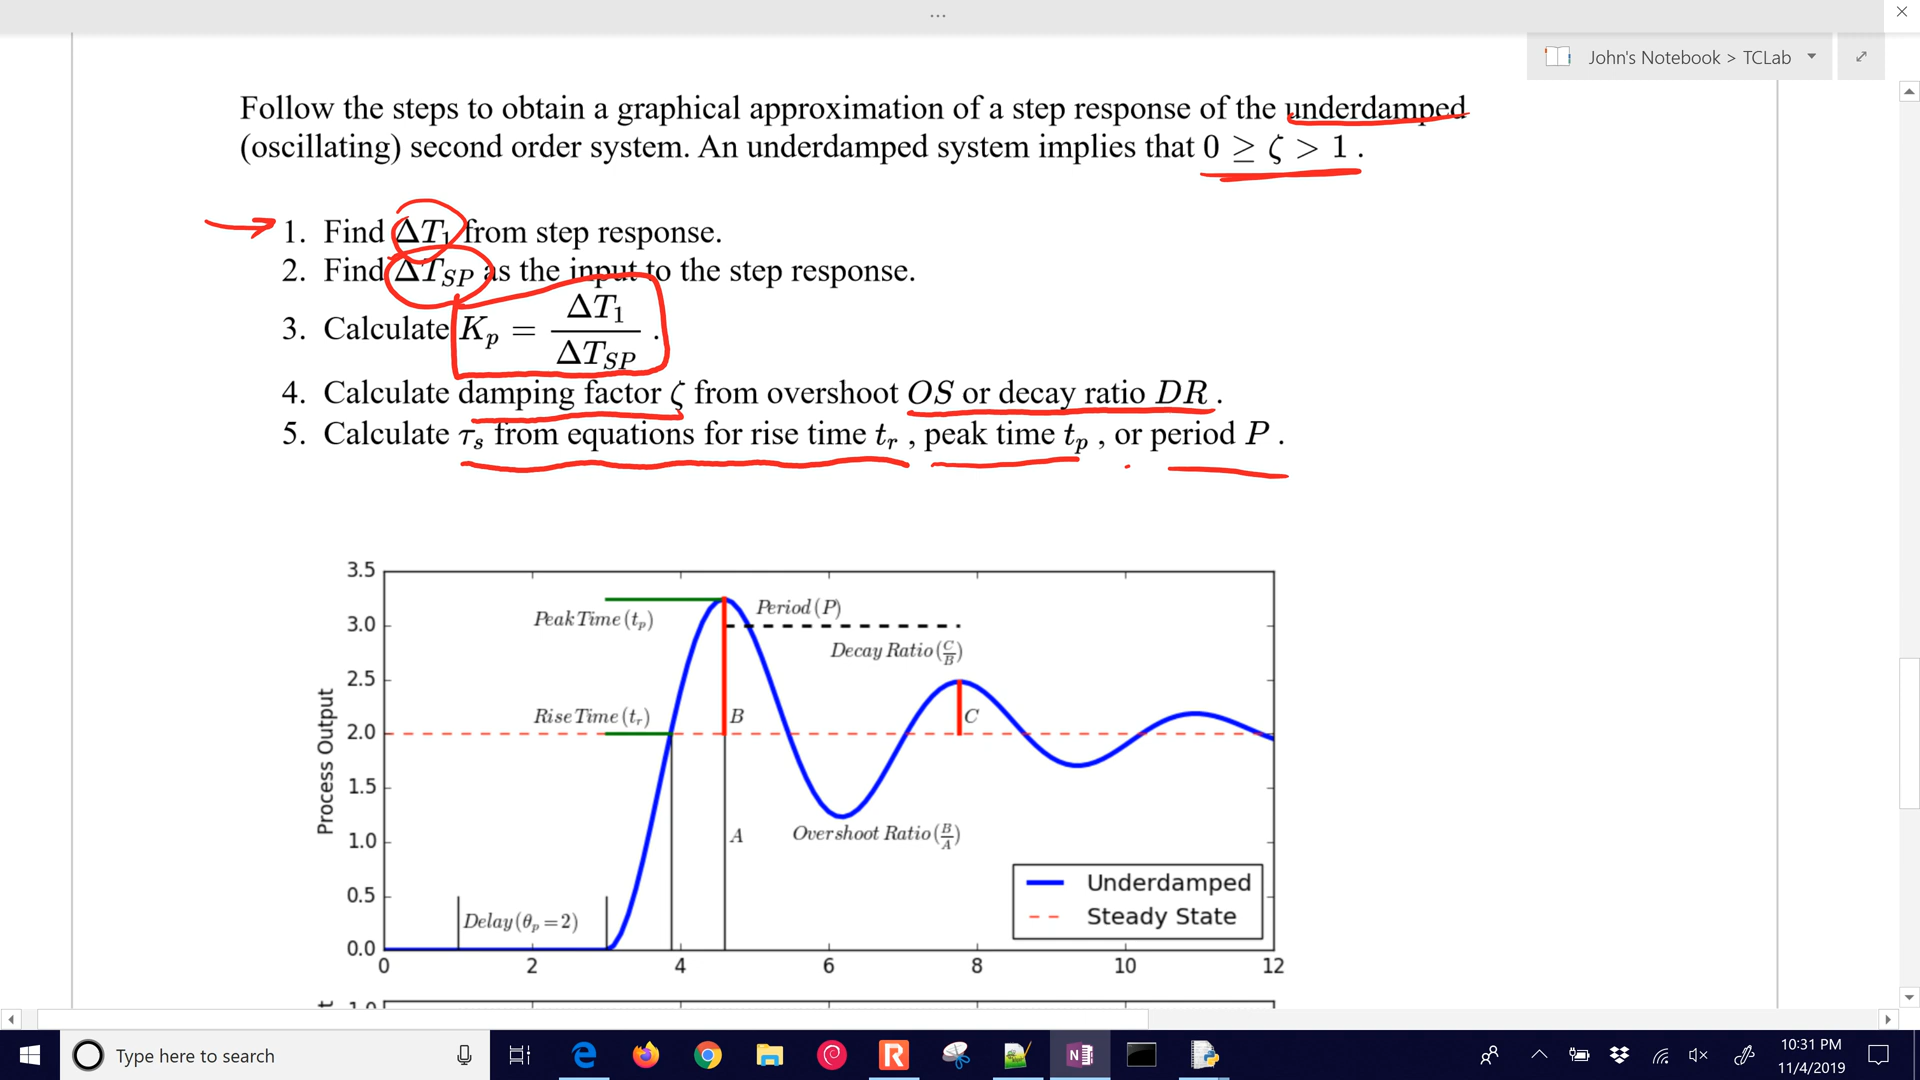 John's Notebook > TCLab
Follow the steps to obtain a graphical approximation of a step response of the underdamped
(oscillating) second order system. An underdamped system implies that 0 ≥ ζ > 1 .
1. Find ΔT₁ from step response.
2. Find ΔT_SP as the input to the step response.
3. Calculate K_p = ΔT₁ / ΔT_SP .
4. Calculate damping factor ζ from overshoot OS or decay ratio DR .
5. Calculate τ_s from equations for rise time t_r , peak time t_p , or period P .
3.5
Peak Time (t_p) Period (P)
3.0
Decay Ratio (C/B)
2.5
Rise Time (t_r) B C
2.0
Process Output
1.5
A Overshoot Ratio (B/A)
1.0
Underdamped
0.5
Delay (θ_p = 2) Steady State
0.0
0 2 4 6 8 10 12
t 1.0
Type here to search
10:31 PM
11/4/2019